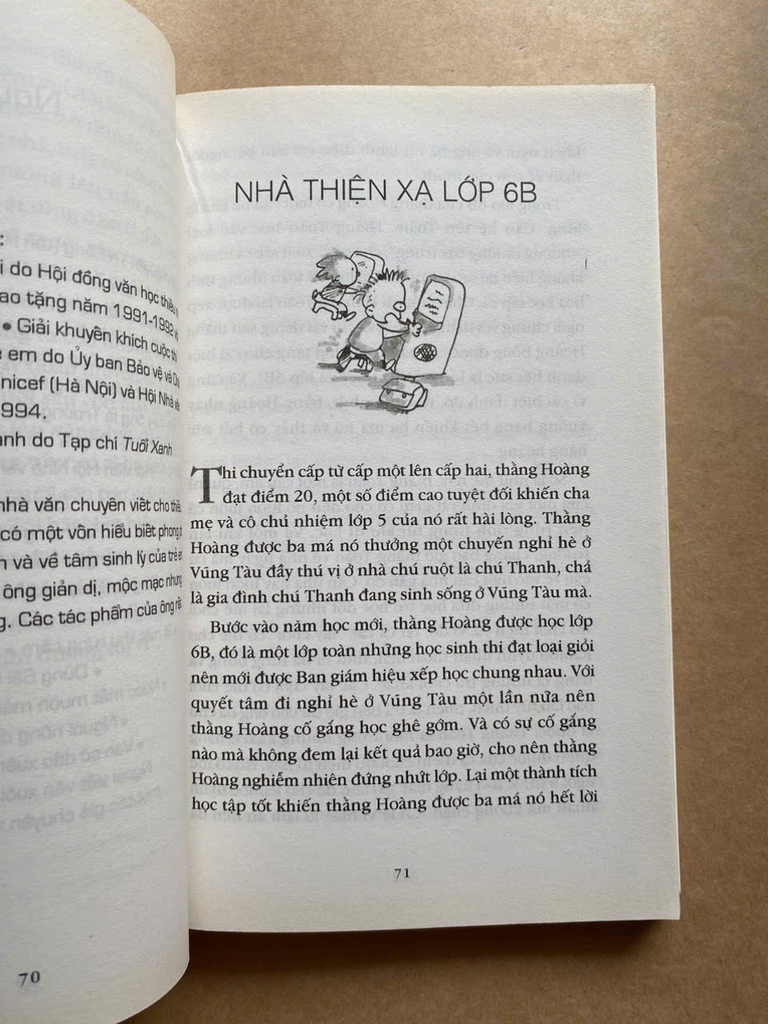 :
i do Hội đồng văn học thiếu
ao tặng năm 1991-1992
• Giải khuyến khích cuộc thi
em do Ủy ban Bảo vệ và
nicef (Hà Nội) và Hội Nhà
994.
anh do Tạp chí Tuổi Xanh
nhà văn chuyên viết cho
có một vốn hiểu biết phong
n và về tâm sinh lý của trẻ
ông giản dị, mộc mạc nhưng
g. Các tác phẩm của ông rất
70
NHÀ THIỆN XẠ LỚP 6B
Thi chuyển cấp từ cấp một lên cấp hai, thằng Hoàng
đạt điểm 20, một số điểm cao tuyệt đối khiến cha
mẹ và cô chủ nhiệm lớp 5 của nó rất hài lòng. Thằng
Hoàng được ba má nó thưởng một chuyến nghỉ hè ở
Vũng Tàu đầy thú vị ở nhà chú ruột là chú Thanh, chả
là gia đình chú Thanh đang sinh sống ở Vũng Tàu mà.
Bước vào năm học mới, thằng Hoàng được học lớp
6B, đó là một lớp toàn những học sinh thi đạt loại giỏi
nên mới được Ban giám hiệu xếp học chung nhau. Với
quyết tâm đi nghỉ hè ở Vũng Tàu một lần nữa nên
thằng Hoàng cố gắng học ghê gớm. Và có sự cố gắng
nào mà không đem lại kết quả bao giờ, cho nên thằng
Hoàng nghiễm nhiên đứng nhứt lớp. Lại một thành tích
học tập tốt khiến thằng Hoàng được ba má nó hết lời
71